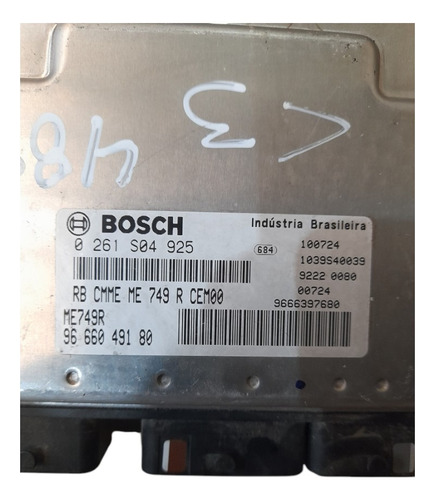 C3
48
BOSCH
0 261 S04 925
RB CMME ME 749 R CEM00
ME749R
96 660 491 80
Indústria Brasileira
684 100724
1039S40039
9222 0080
00724
9666397680